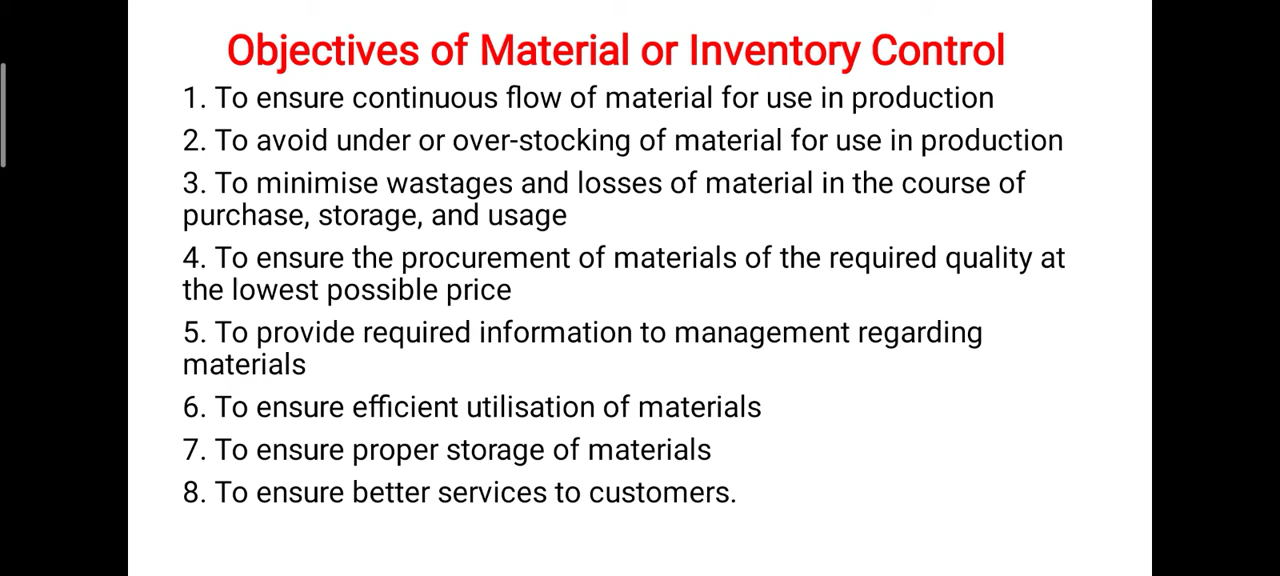 Objectives of Material or Inventory Control
1. To ensure continuous flow of material for use in production
2. To avoid under or over-stocking of material for use in production
3. To minimise wastages and losses of material in the course of
purchase, storage, and usage
4. To ensure the procurement of materials of the required quality at
the lowest possible price
5. To provide required information to management regarding
materials
6. To ensure efficient utilisation of materials
7. To ensure proper storage of materials
8. To ensure better services to customers.